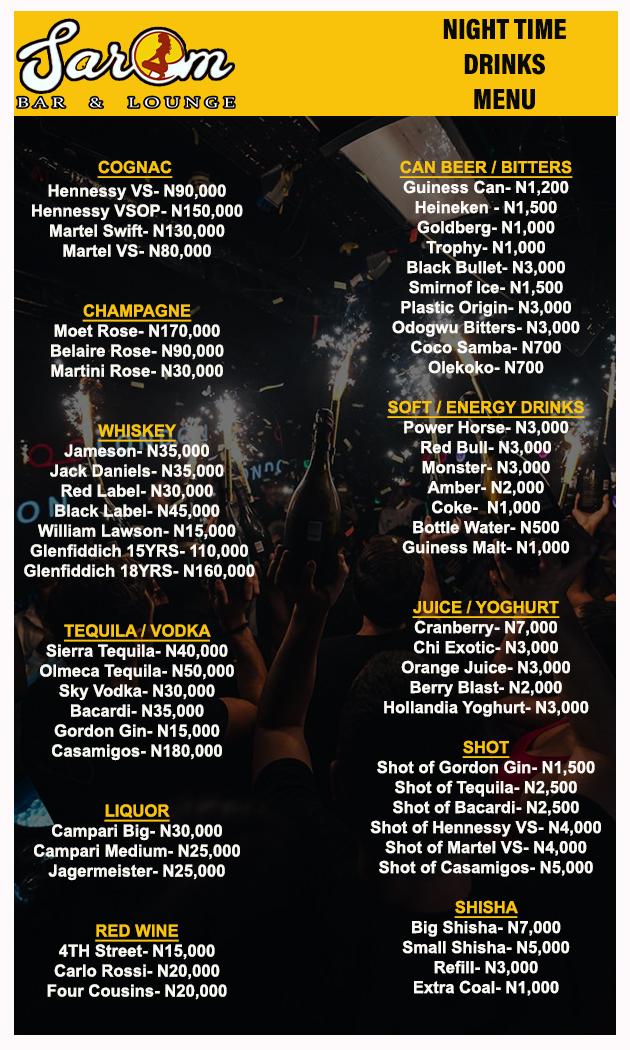 Sarom
BAR & LOUNGE
NIGHT TIME
DRINKS
MENU
COGNAC
Hennessy VS- N90,000
Hennessy VSOP- N150,000
Martel Swift- N130,000
Martel VS- N80,000
CHAMPAGNE
Moet Rose- N170,000
Belaire Rose- N90,000
Martini Rose- N30,000
WHISKEY
Jameson- N35,000
Jack Daniels- N35,000
Red Label- N30,000
Black Label- N45,000
William Lawson- N15,000
Glenfiddich 15YRS- 110,000
Glenfiddich 18YRS- N160,000
TEQUILA / VODKA
Sierra Tequila- N40,000
Olmeca Tequila- N50,000
Sky Vodka- N30,000
Bacardi- N35,000
Gordon Gin- N15,000
Casamigos- N180,000
LIQUOR
Campari Big- N30,000
Campari Medium- N25,000
Jagermeister- N25,000
RED WINE
4TH Street- N15,000
Carlo Rossi- N20,000
Four Cousins- N20,000
CAN BEER / BITTERS
Guiness Can- N1,200
Heineken - N1,500
Goldberg- N1,000
Trophy- N1,000
Black Bullet- N3,000
Smirnof Ice- N1,500
Plastic Origin- N3,000
Odogwu Bitters- N3,000
Coco Samba- N700
Olekoko- N700
SOFT / ENERGY DRINKS
Power Horse- N3,000
Red Bull- N3,000
Monster- N3,000
Amber- N2,000
Coke-  N1,000
Bottle Water- N500
Guiness Malt- N1,000
JUICE / YOGHURT
Cranberry- N7,000
Chi Exotic- N3,000
Orange Juice- N3,000
Berry Blast- N2,000
Hollandia Yoghurt- N3,000
SHOT
Shot of Gordon Gin- N1,500
Shot of Tequila- N2,500
Shot of Bacardi- N2,500
Shot of Hennessy VS- N4,000
Shot of Martel VS- N4,000
Shot of Casamigos- N5,000
SHISHA
Big Shisha- N7,000
Small Shisha- N5,000
Refill- N3,000
Extra Coal- N1,000